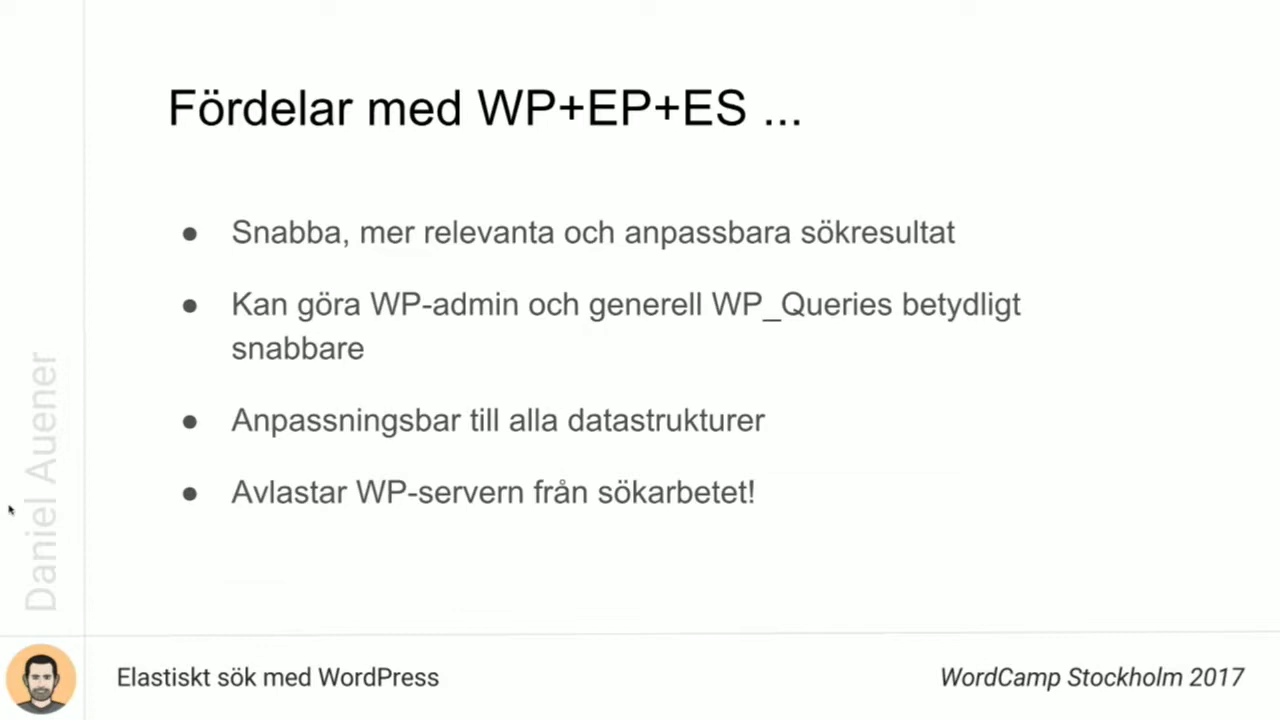 Fördelar med WP+EP+ES ...
● Snabba, mer relevanta och anpassbara sökresultat
● Kan göra WP-admin och generell WP_Queries betydligt
snabbare
● Anpassningsbar till alla datastrukturer
● Avlastar WP-servern från sökarbetet!
Daniel Auener
Elastiskt sök med WordPress
WordCamp Stockholm 2017